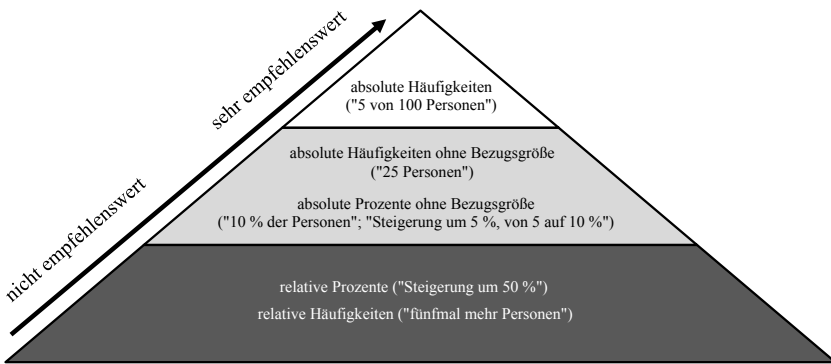 sehr empfehlenswert
nicht empfehlenswert
absolute Häufigkeiten
("5 von 100 Personen")
absolute Häufigkeiten ohne Bezugsgröße
("25 Personen")
absolute Prozente ohne Bezugsgröße
("10 % der Personen"; "Steigerung um 5 %, von 5 auf 10 %")
relative Prozente ("Steigerung um 50 %")
relative Häufigkeiten ("fünfmal mehr Personen")